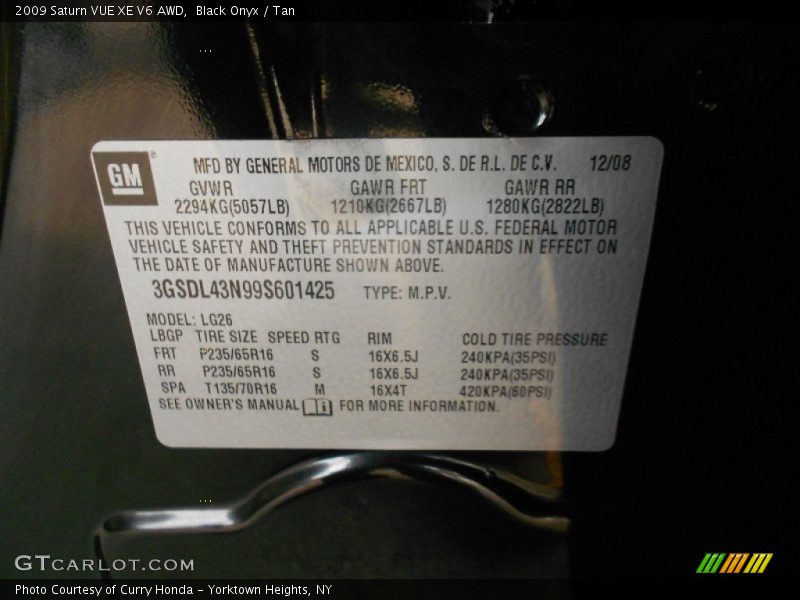 2009 Saturn VUE XE V6 AWD, Black Onyx / Tan
GM
MFD BY GENERAL MOTORS DE MEXICO, S. DE R.L. DE C.V. 12/08
GVWR GAWR FRT GAWR RR
2294KG(5057LB) 1210KG(2667LB) 1280KG(2822LB)
THIS VEHICLE CONFORMS TO ALL APPLICABLE U.S. FEDERAL MOTOR
VEHICLE SAFETY AND THEFT PREVENTION STANDARDS IN EFFECT ON
THE DATE OF MANUFACTURE SHOWN ABOVE.
3GSDL43N99S601425 TYPE: M.P.V.
MODEL: LG26
LBGP TIRE SIZE SPEED RTG RIM COLD TIRE PRESSURE
FRT P235/65R16 S 16X6.5J 240KPA(35PSI)
RR P235/65R16 S 16X6.5J 240KPA(35PSI)
SPA T135/70R16 M 16X4T 420KPA(60PSI)
SEE OWNER'S MANUAL FOR MORE INFORMATION.
GTCARLOT.COM
Photo Courtesy of Curry Honda - Yorktown Heights, NY